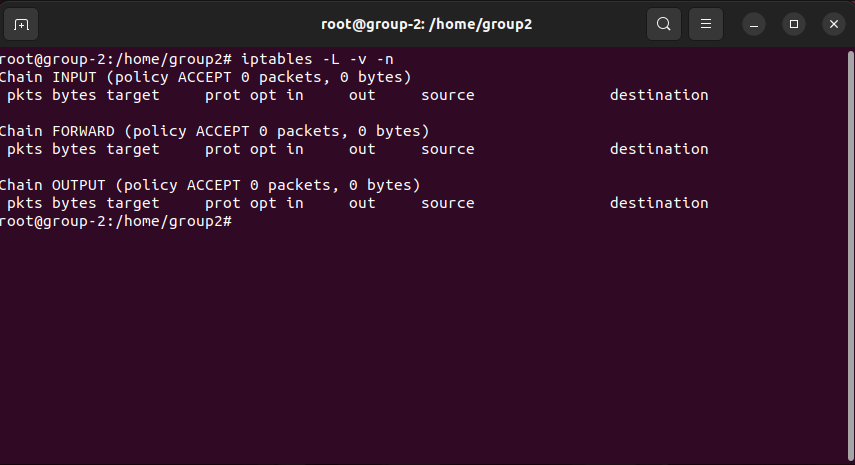 root@group-2: /home/group2
root@group-2:/home/group2# iptables -L -v -n
Chain INPUT (policy ACCEPT 0 packets, 0 bytes)
 pkts bytes target     prot opt in     out     source               destination

Chain FORWARD (policy ACCEPT 0 packets, 0 bytes)
 pkts bytes target     prot opt in     out     source               destination

Chain OUTPUT (policy ACCEPT 0 packets, 0 bytes)
 pkts bytes target     prot opt in     out     source               destination
root@group-2:/home/group2#